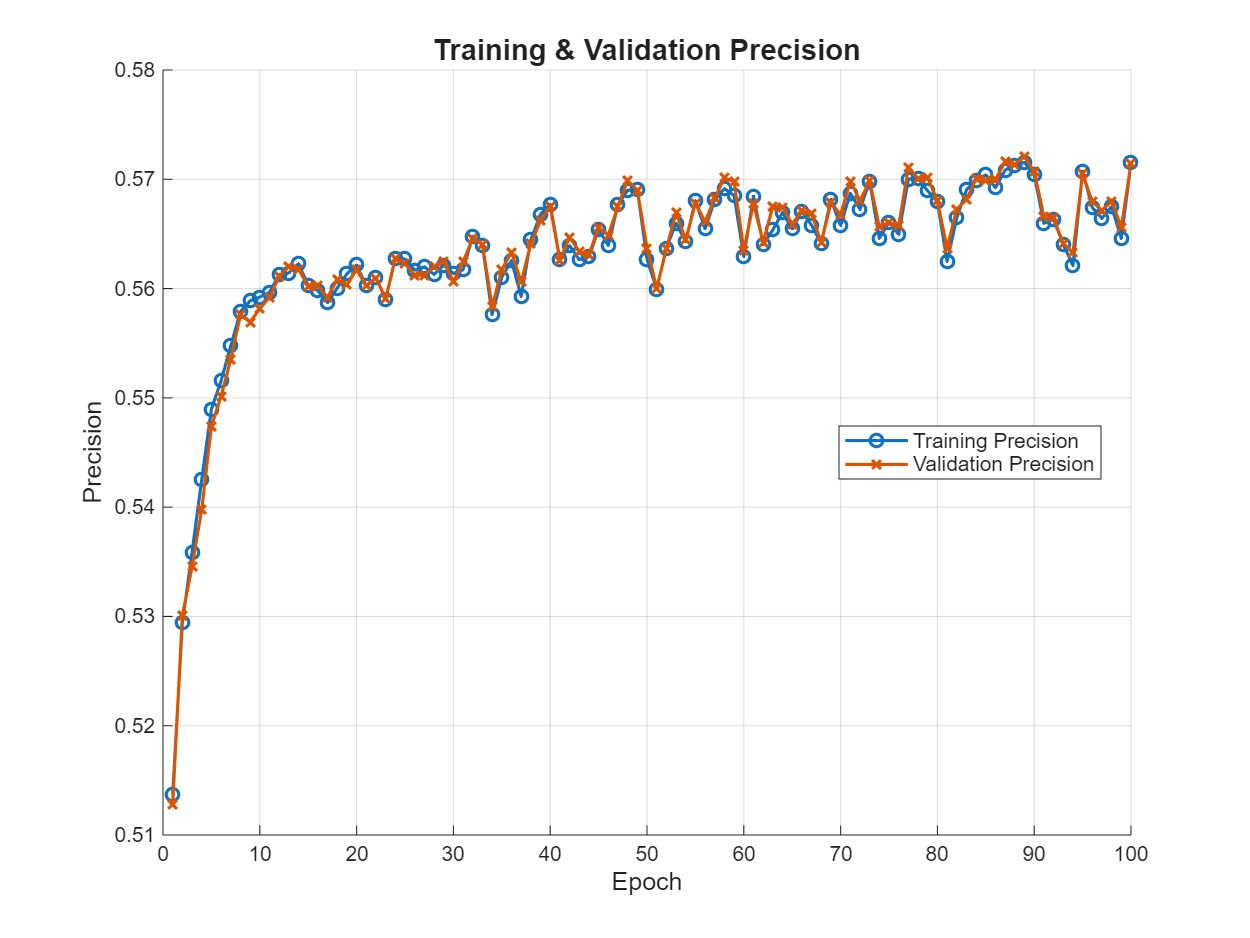 Training & Validation Precision
0.58
0.57
0.56
0.55
0.54
0.53
0.52
0.51
Precision
Training Precision
Validation Precision
0 10 20 30 40 50 60 70 80 90 100
Epoch